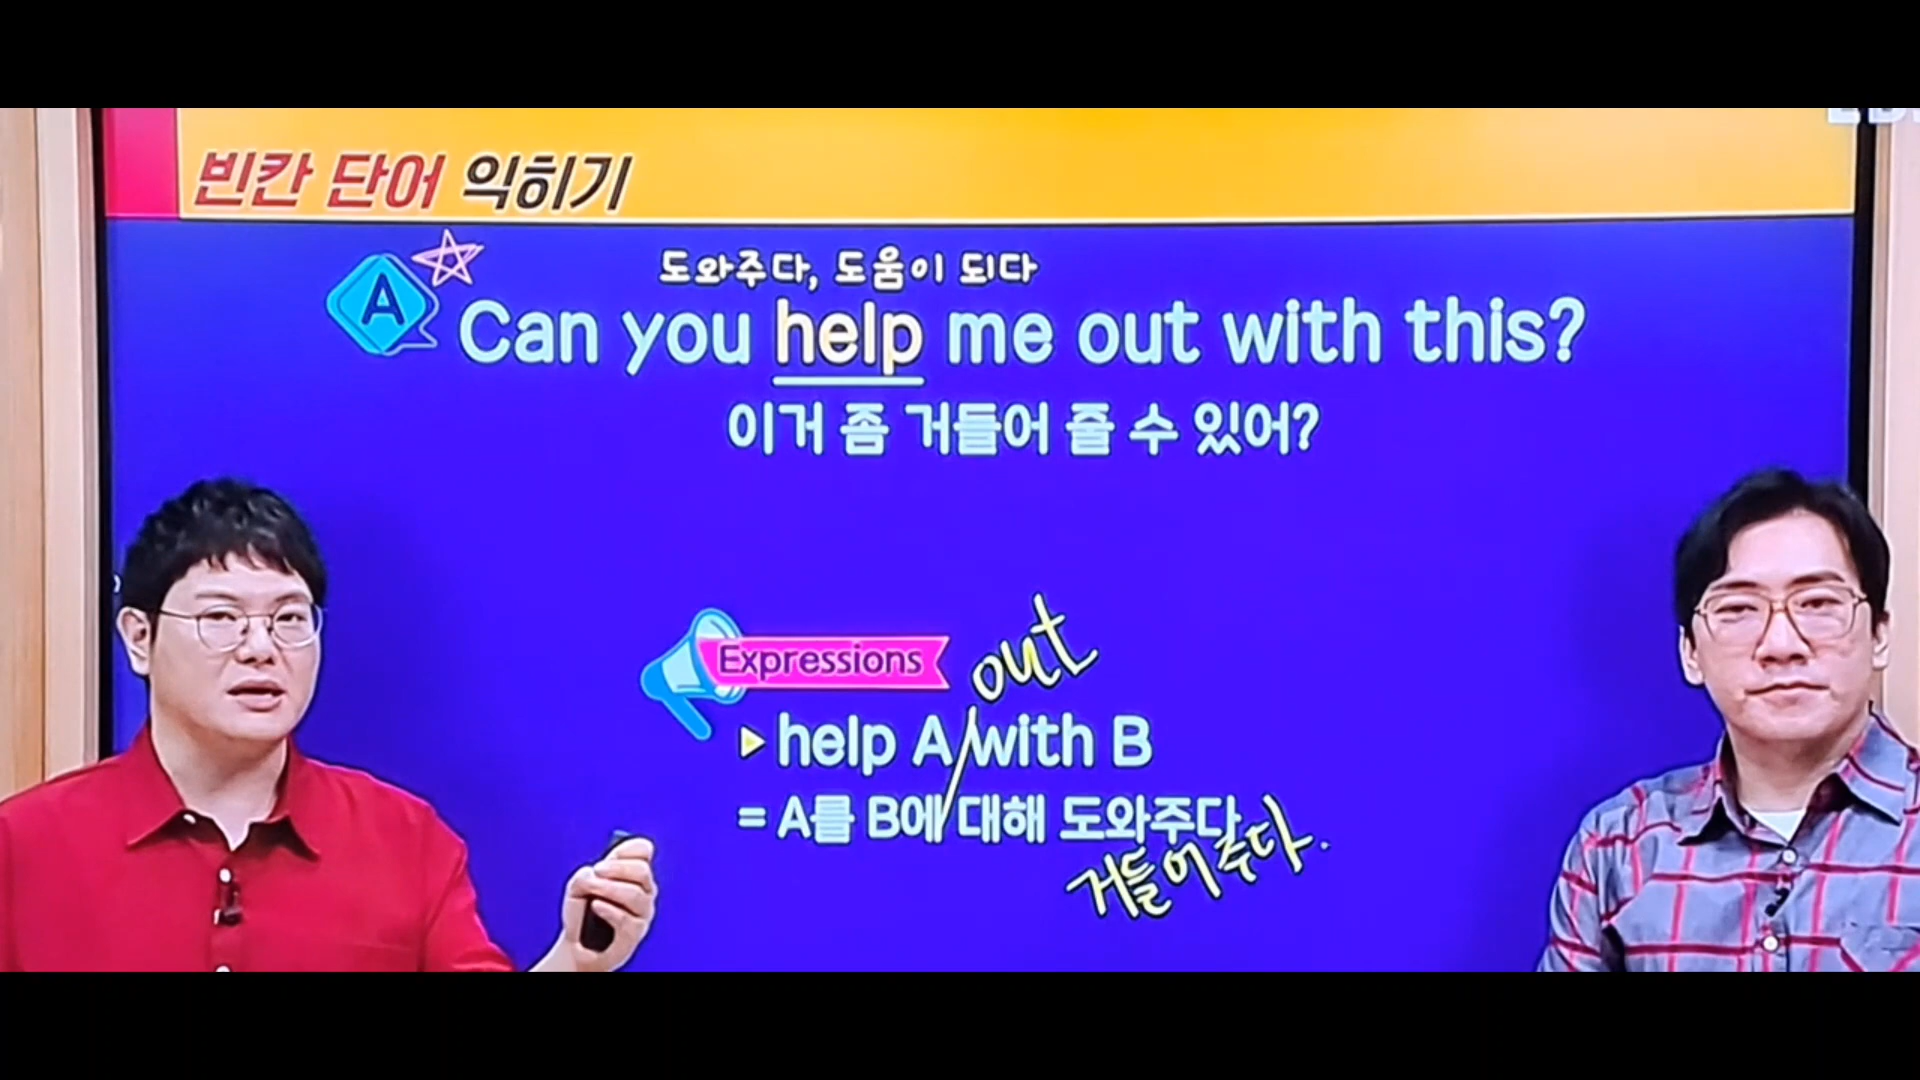 빈칸 단어 익히기
도와주다, 도움이 되다
A Can you help me out with this?
이거 좀 거들어 줄 수 있어?
Expressions
out
help A/with B
= A를 B에 대해 도와주다
거들어주다.